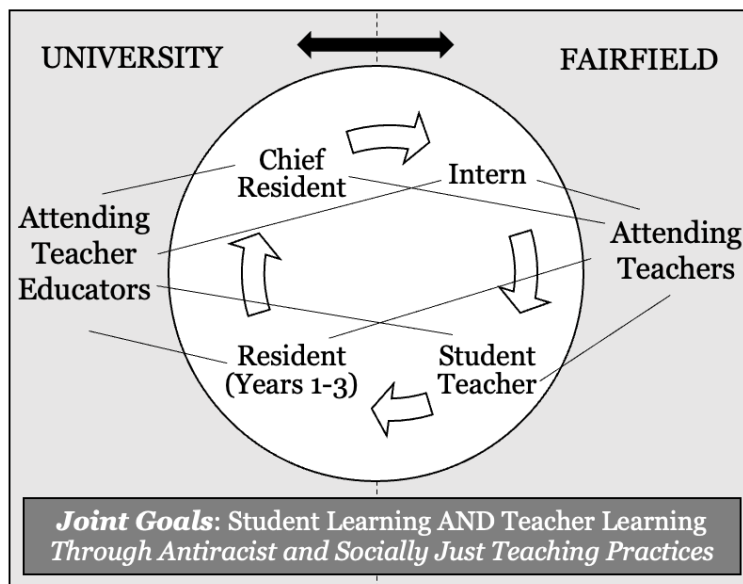 UNIVERSITY
FAIRFIELD
Chief
Resident
Intern
Attending
Teacher
Educators
Attending
Teachers
Resident
(Years 1-3)
Student
Teacher
Joint Goals: Student Learning AND Teacher Learning
Through Antiracist and Socially Just Teaching Practices